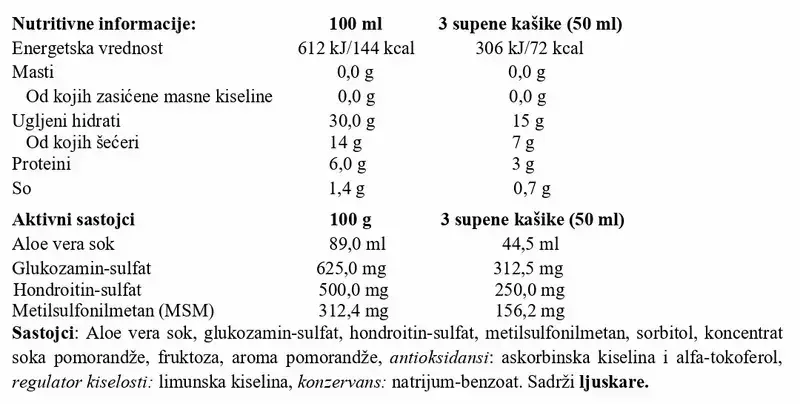 Nutritivne informacije: 100 ml 3 supene kašike (50 ml)
Energetska vrednost 612 kJ/144 kcal 306 kJ/72 kcal
Masti 0,0 g 0,0 g
Od kojih zasićene masne kiseline 0,0 g 0,0 g
Ugljeni hidrati 30,0 g 15 g
Od kojih šećeri 14 g 7 g
Proteini 6,0 g 3 g
So 1,4 g 0,7 g
Aktivni sastojci 100 g 3 supene kašike (50 ml)
Aloe vera sok 89,0 ml 44,5 ml
Glukozamin-sulfat 625,0 mg 312,5 mg
Hondroitin-sulfat 500,0 mg 250,0 mg
Metilsulfonilmetan (MSM) 312,4 mg 156,2 mg
Sastojci: Aloe vera sok, glukozamin-sulfat, hondroitin-sulfat, metilsulfonilmetan, sorbitol, koncentrat
soka pomorandže, fruktoza, aroma pomorandže, antioksidansi: askorbinska kiselina i alfa-tokoferol,
regulator kiselosti: limunska kiselina, konzervans: natrijum-benzoat. Sadrži ljuskare.